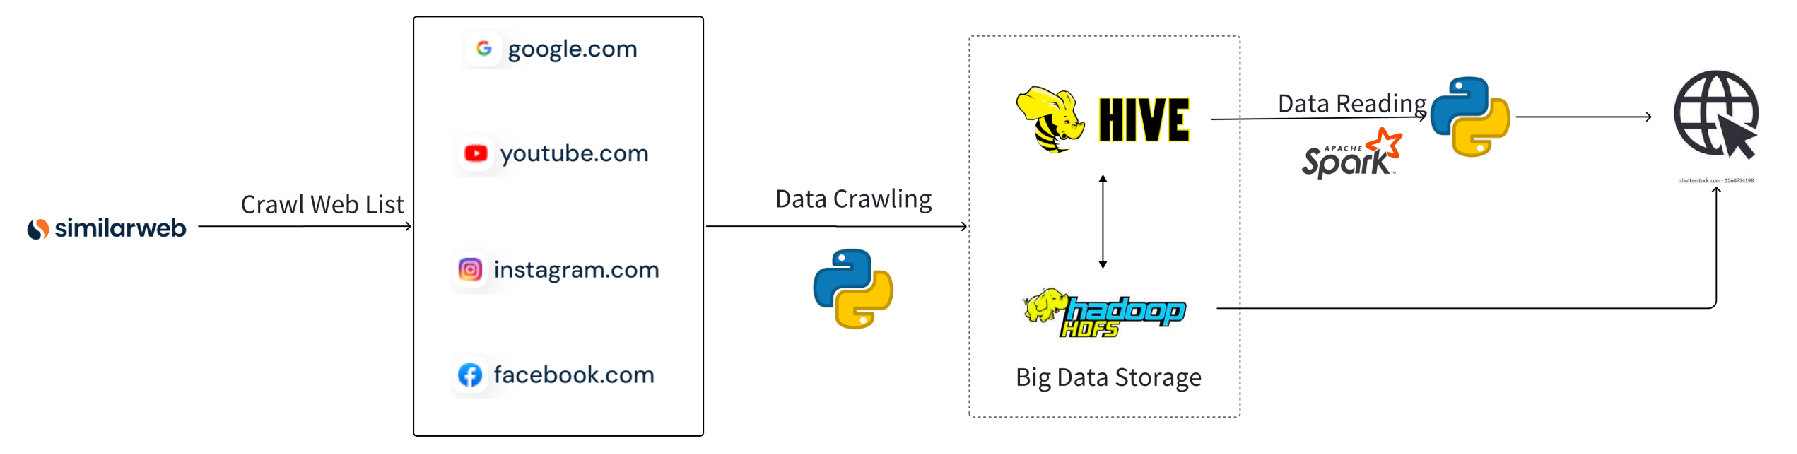 similarweb
Crawl Web List
google.com
youtube.com
instagram.com
facebook.com
Data Crawling
HIVE
hadoop
HDFS
Big Data Storage
Data Reading
APACHE
Spark